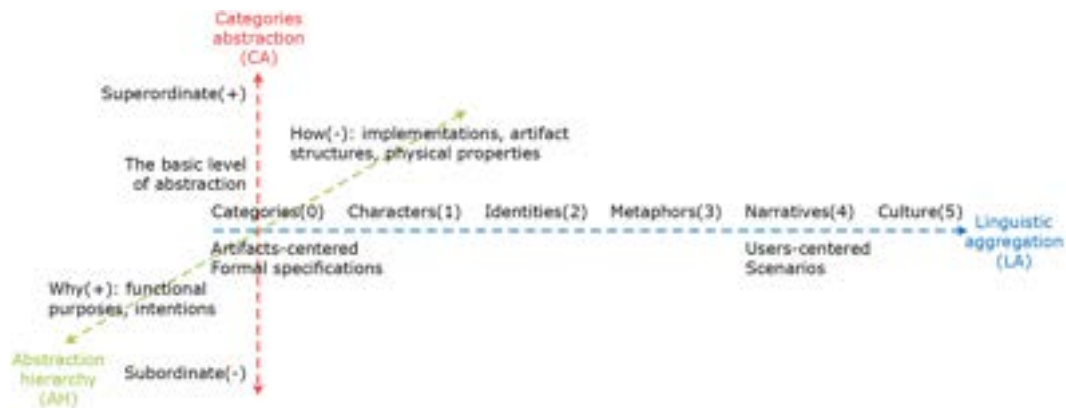 Categories
abstraction
(CA)
Superordinate(+)
How(-): implementations, artifact
structures, physical properties
The basic level
of abstraction
Categories(0) Characters(1) Identities(2) Metaphors(3) Narratives(4) Culture(5)
Linguistic
aggregation
(LA)
Artifacts-centered
Formal specifications
Users-centered
Scenarios
Why(+): functional
purposes, intentions
Abstraction
hierarchy
(AH)
Subordinate(-)